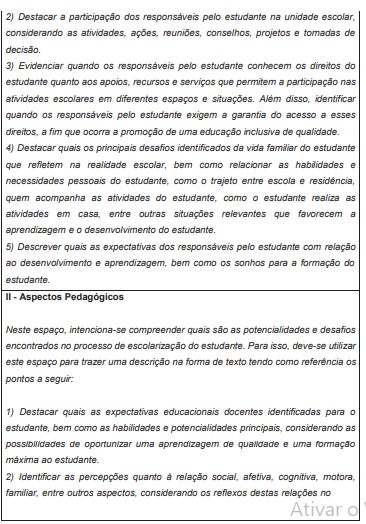 2) Destacar a participação dos responsáveis pelo estudante na unidade escolar,
considerando as atividades, ações, reuniões, conselhos, projetos e tomadas de
decisão.
3) Evidenciar quando os responsáveis pelo estudante conhecem os direitos do
estudante quanto aos apoios, recursos e serviços que permitem a participação nas
atividades escolares em diferentes espaços e situações. Além disso, identificar
quando os responsáveis pelo estudante exigem a garantia do acesso a esses
direitos, a fim que ocorra a promoção de uma educação inclusiva de qualidade.
4) Destacar quais os principais desafios identificados da vida familiar do estudante
que refletem na realidade escolar, bem como relacionar as habilidades e
necessidades pessoais do estudante, como o trajeto entre escola e residência,
quem acompanha as atividades do estudante, como o estudante realiza as
atividades em casa, entre outras situações relevantes que favorecem a
aprendizagem e o desenvolvimento do estudante.
5) Descrever quais as expectativas dos responsáveis pelo estudante com relação
ao desenvolvimento e aprendizagem, bem como os sonhos para a formação do
estudante.
II - Aspectos Pedagógicos
Neste espaço, intenciona-se compreender quais são as potencialidades e desafios
encontrados no processo de escolarização do estudante. Para isso, deve-se utilizar
este espaço para trazer uma descrição na forma de texto tendo como referência os
pontos a seguir:
1) Destacar quais as expectativas educacionais docentes identificadas para o
estudante, bem como as habilidades e potencialidades principais, considerando as
possibilidades de oportunizar uma aprendizagem de qualidade e uma formação
máxima ao estudante.
2) Identificar as percepções quanto à relação social, afetiva, cognitiva, motora,
familiar, entre outros aspectos, considerando os reflexos destas relações no
Ativar o